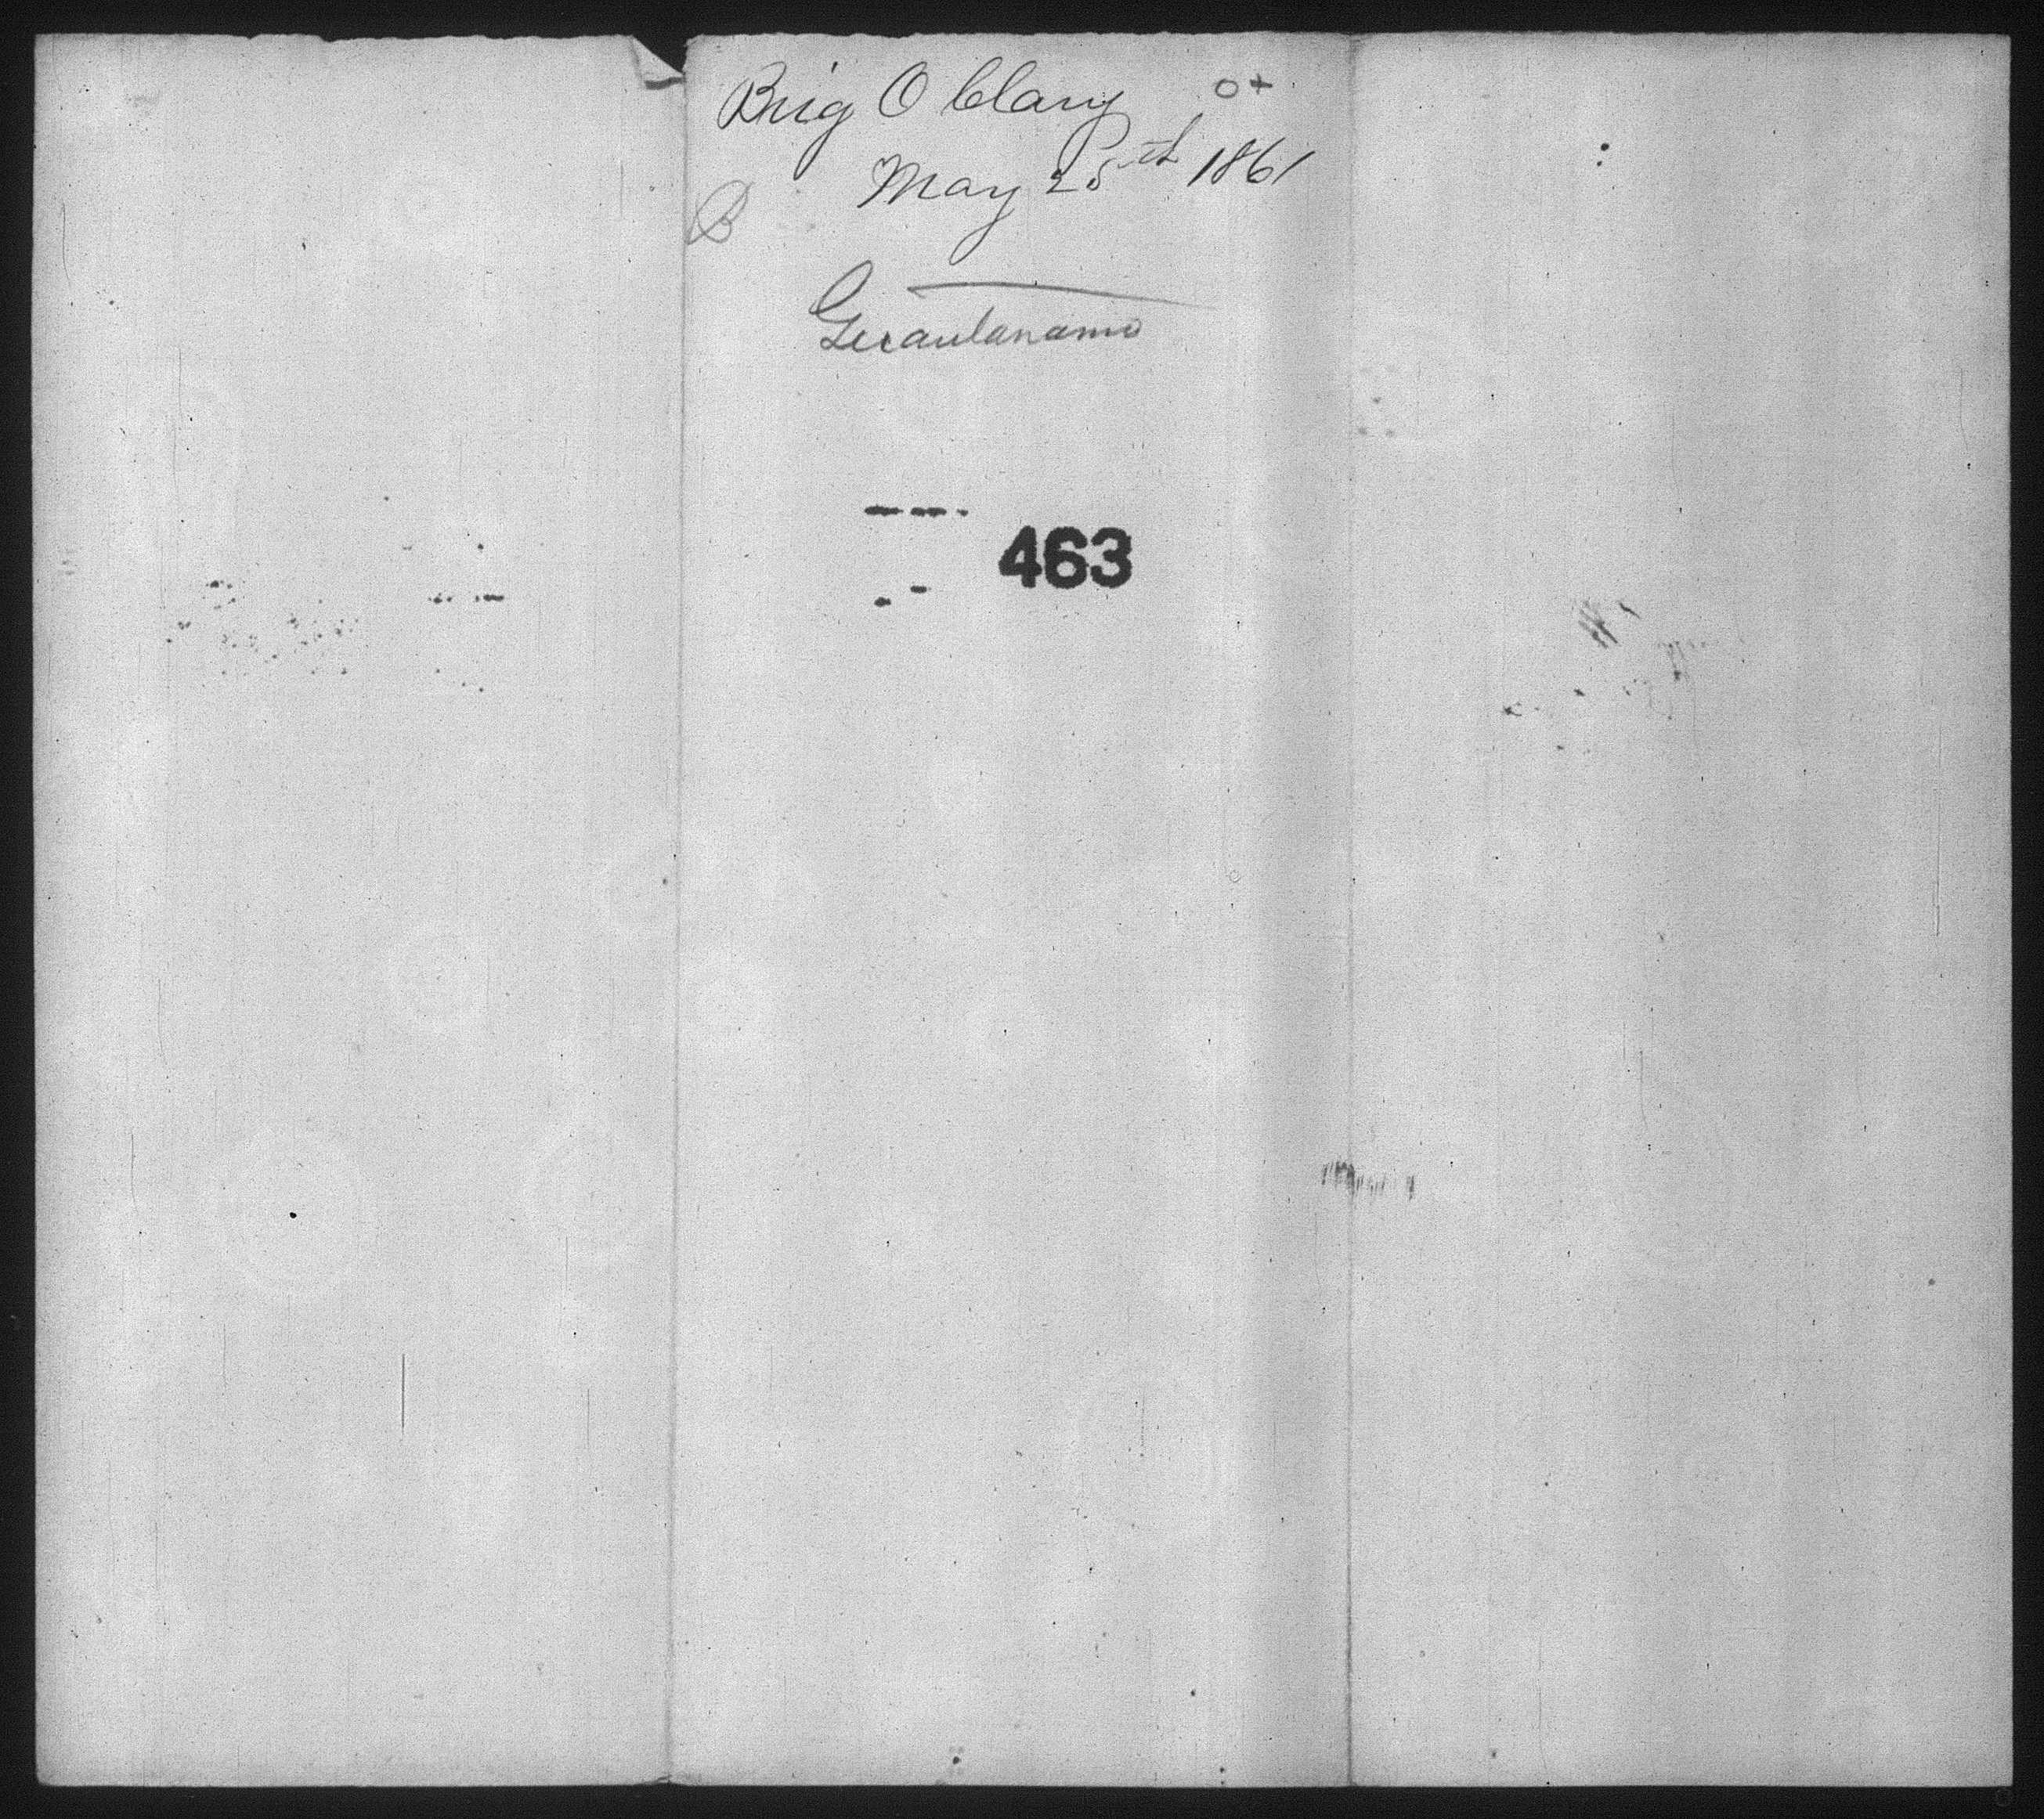 Brig O Clary o+
May 25th 1861
B
Guantanamo
463